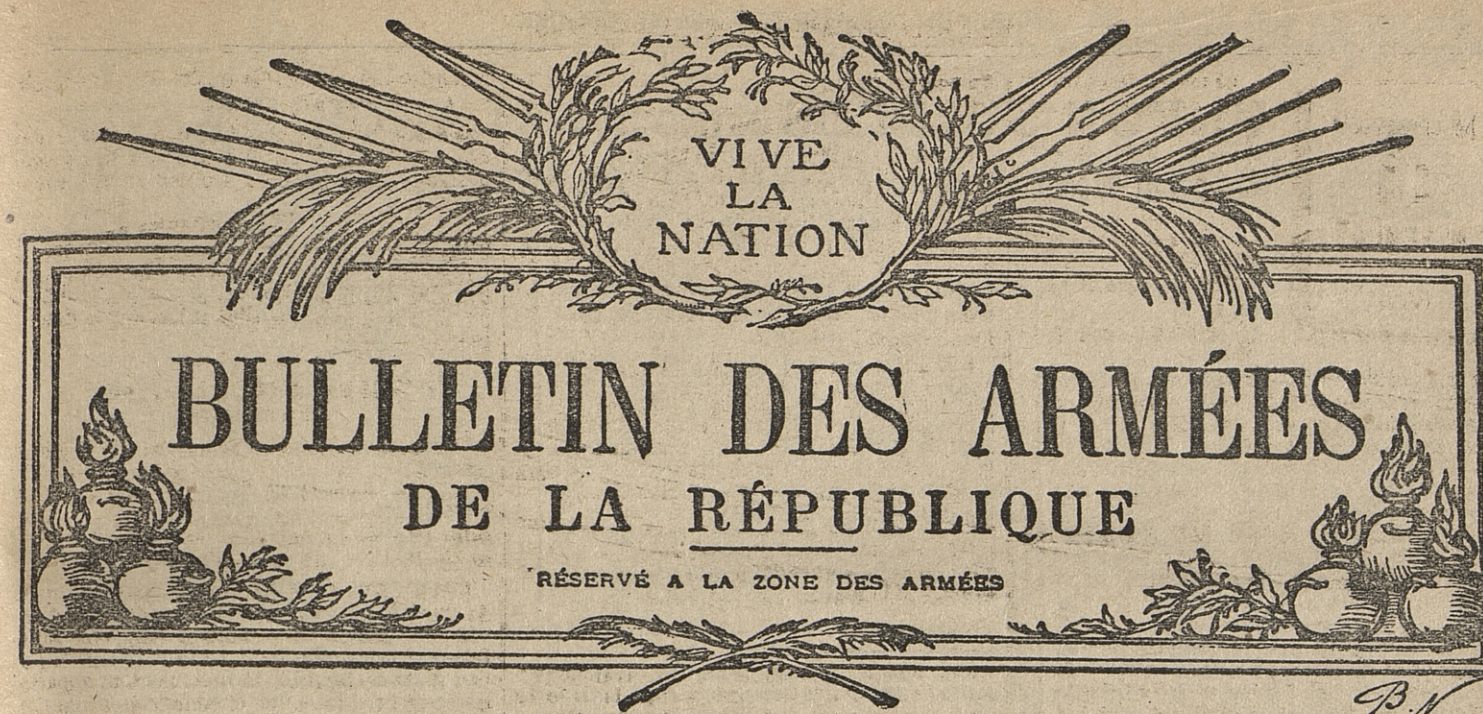 VIVE
LA
NATION
BULLETIN DES ARMÉES
DE LA RÉPUBLIQUE
RÉSERVÉ A LA ZONE DES ARMÉES
B. N